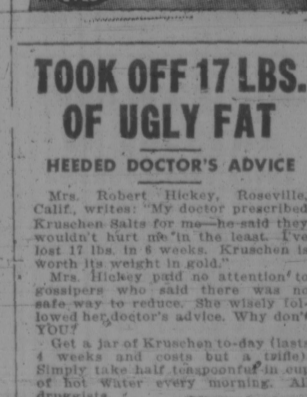 TOOK OFF 17 LBS.
OF UGLY FAT
HEEDED DOCTOR'S ADVICE
Mrs. Robert Hickey, Roseville,
Calif., writes: "My doctor prescribed
Kruschen Salts for me—he said they
wouldn't hurt me in the least. I've
lost 17 lbs. in 6 weeks. Kruschen is
worth its weight in gold."
Mrs. Hickey paid no attention to
gossipers who said there was no
safe way to reduce. She wisely fol-
lowed her doctor's advice. Why don't
YOU?
Get a jar of Kruschen to-day (lasts
4 weeks and costs but a trifle)
Simply take half teaspoonful in cup
of hot water every morning. Al
druggists